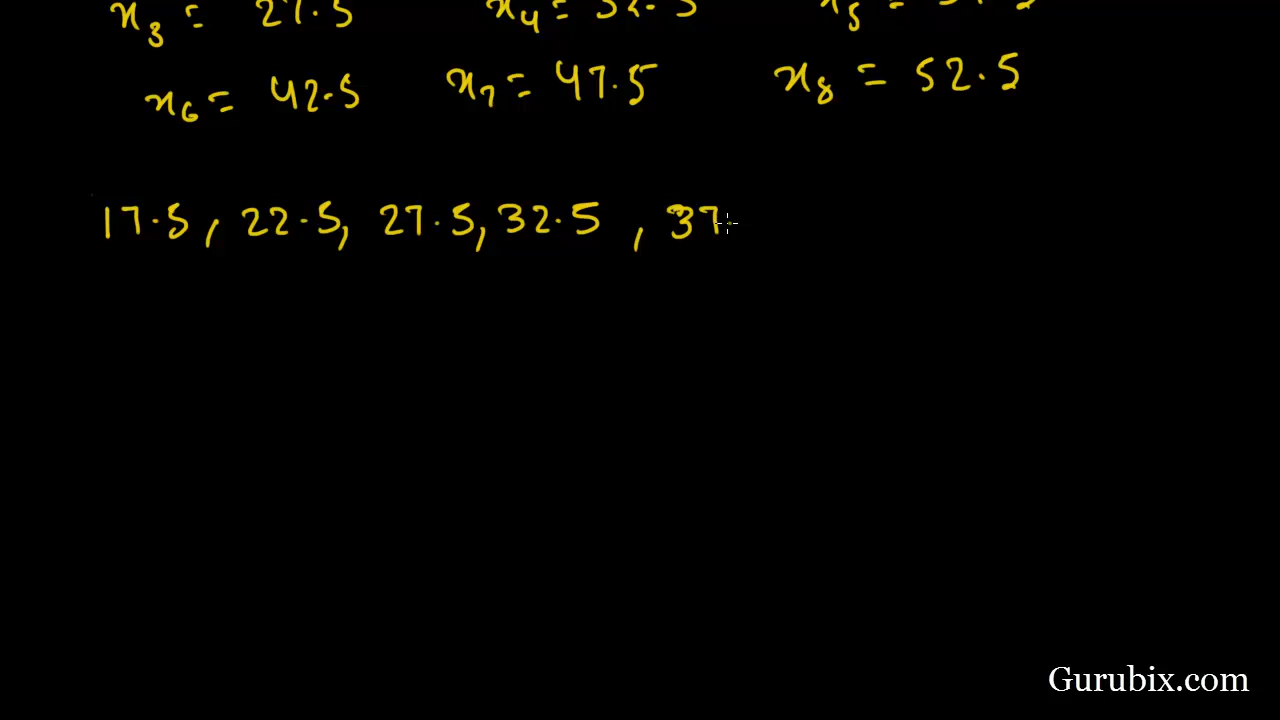 x3 = 27.5 x4 = 32.5 x5 =
x6 = 42.5 x7 = 47.5 x8 = 52.5
17.5, 22.5, 27.5, 32.5, 37
Gurubix.com